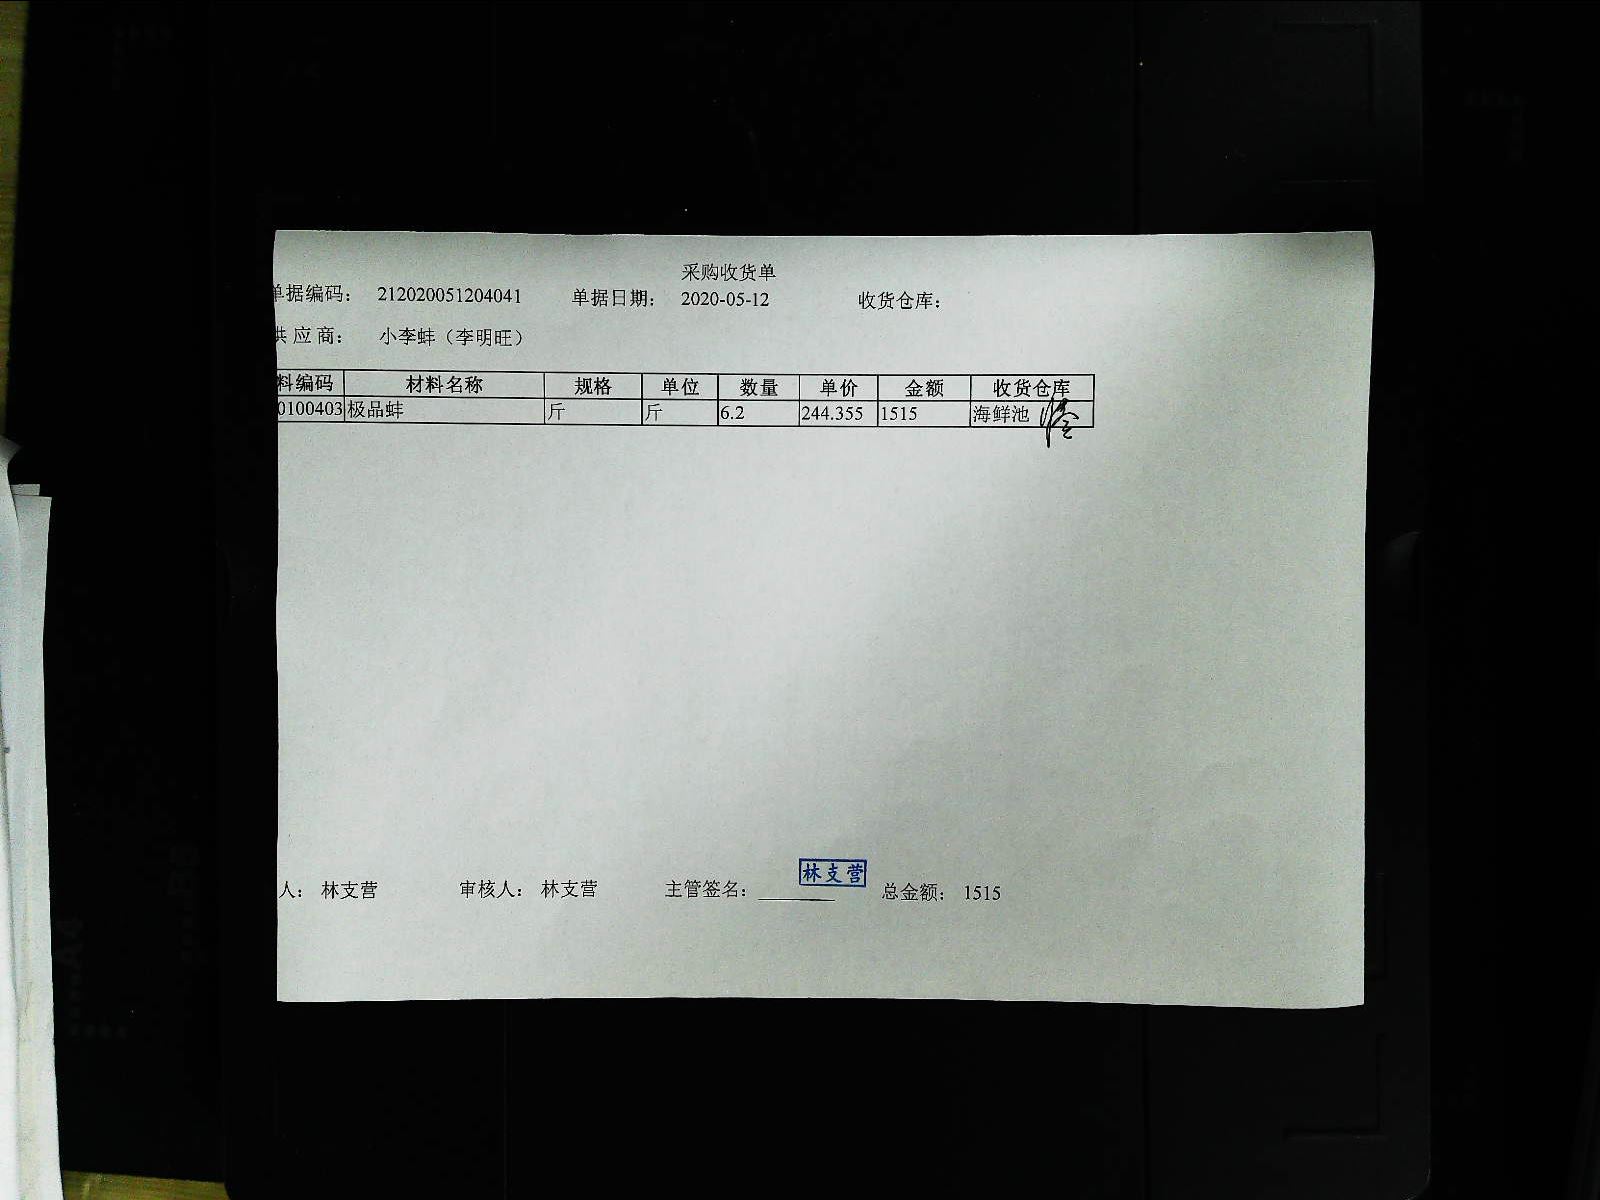 采购收货单
单据编码： 212020051204041 单据日期： 2020-05-12 收货仓库：
供 应 商： 小李蚌（李明旺）
料编码 材料名称 规格 单位 数量 单价 金额 收货仓库
0100403 极品蚌 斤 斤 6.2 244.355 1515 海鲜池
林支营
人： 林支营 审核人： 林支营 主管签名： 总金额： 1515